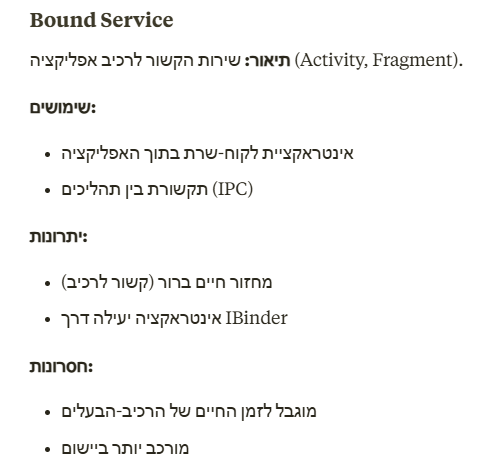 Bound Service
תיאור: שירות הקשור לרכיב אפליקציה (Activity, Fragment).
שימושים:
אינטראקציית לקוח-שרת בתוך האפליקציה
תקשורת בין תהליכים (IPC)
יתרונות:
מחזור חיים ברור (קשור לרכיב)
אינטראקציה יעילה דרך IBinder
חסרונות:
מוגבל לזמן החיים של הרכיב-הבעלים
מורכב יותר ביישום